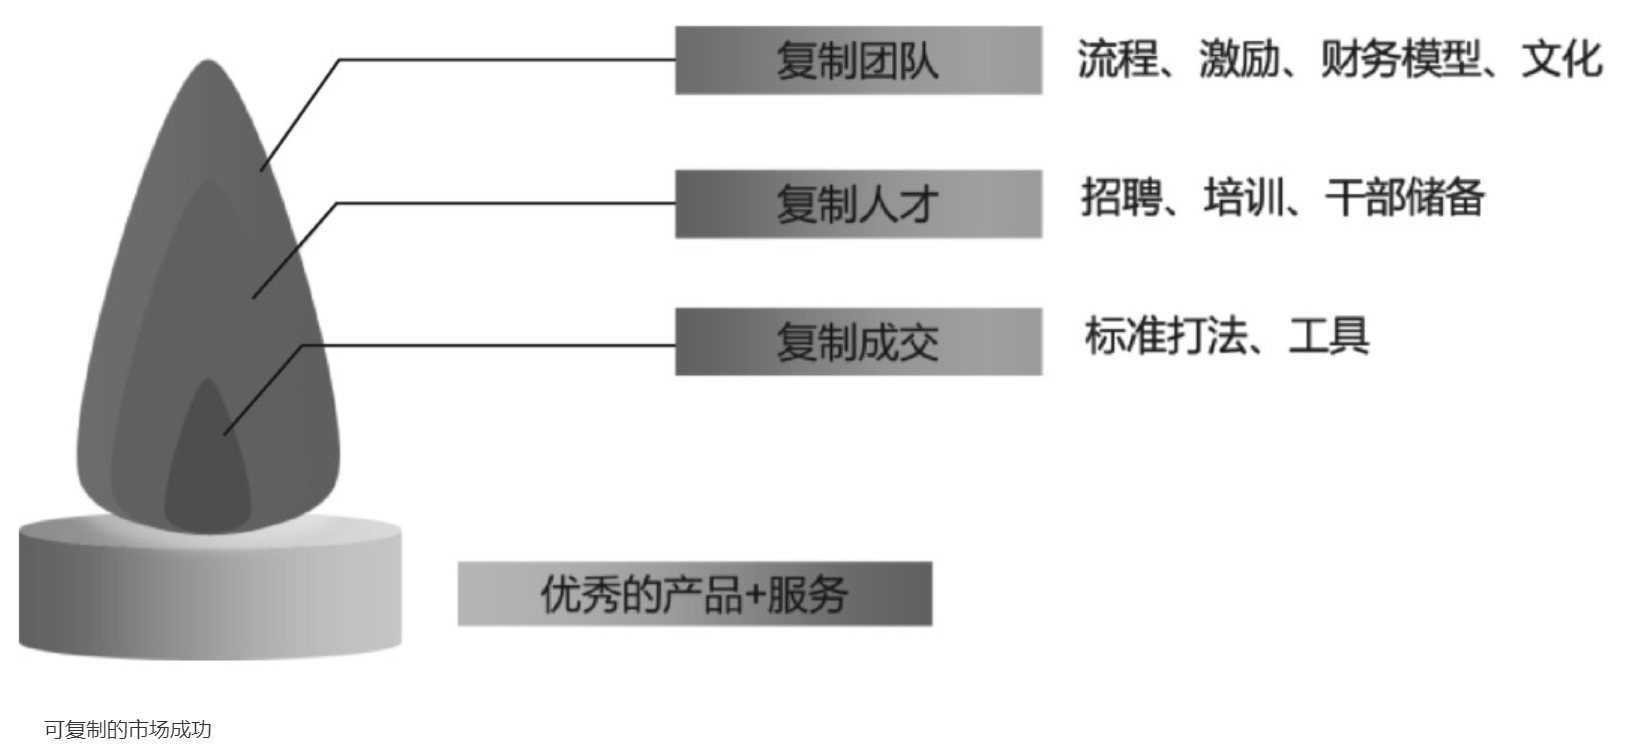 复制团队 流程、激励、财务模型、文化
复制人才 招聘、培训、干部储备
复制成交 标准打法、工具
优秀的产品+服务
可复制的市场成功